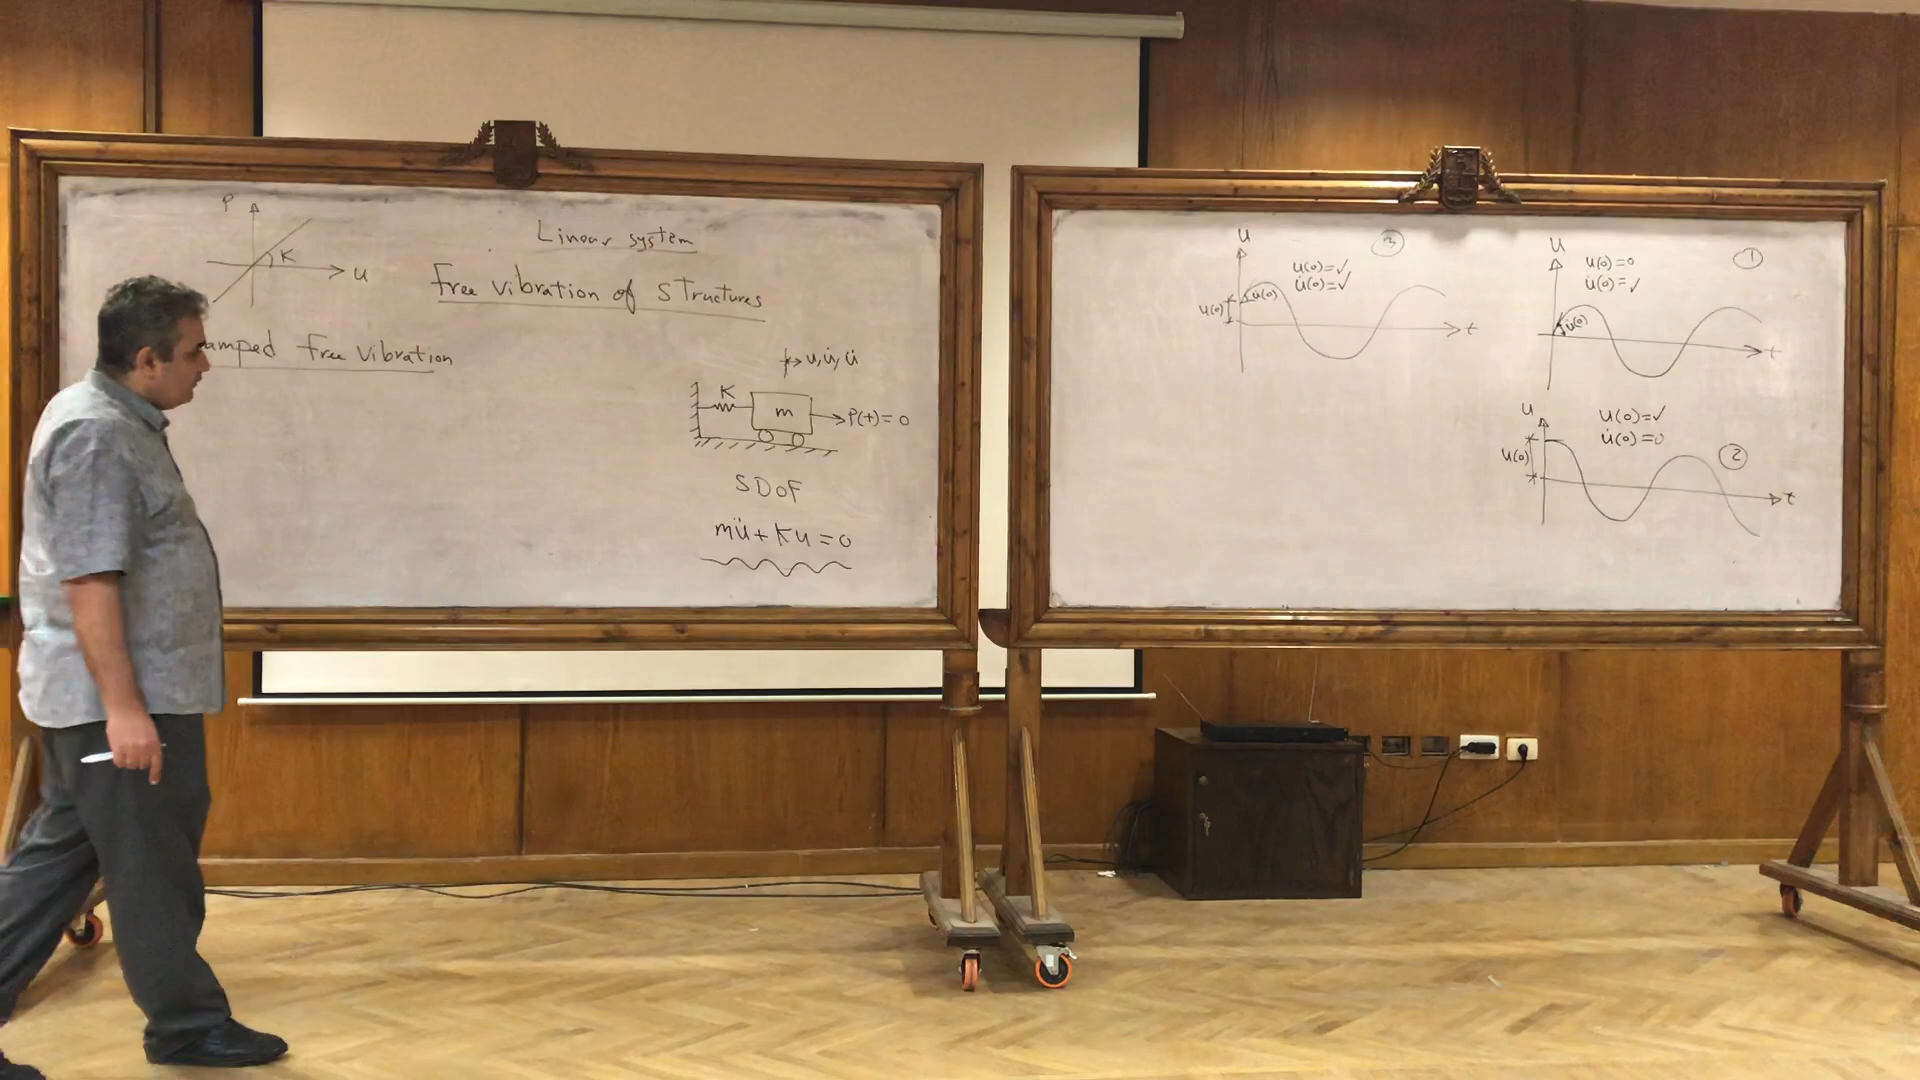 P
K
u
Linear system
Free vibration of Structures
amped free vibration
u, u̇, ü
K
m
P(t)=0
SDOF
mü+Ku=0
u
3
u(0)=✓
u̇(0)=✓
u(0)
u̇(0)
t
u
1
u(0)=0
u̇(0)=✓
u̇(0)
t
u
u(0)=✓
u̇(0)=0
2
u(0)
t